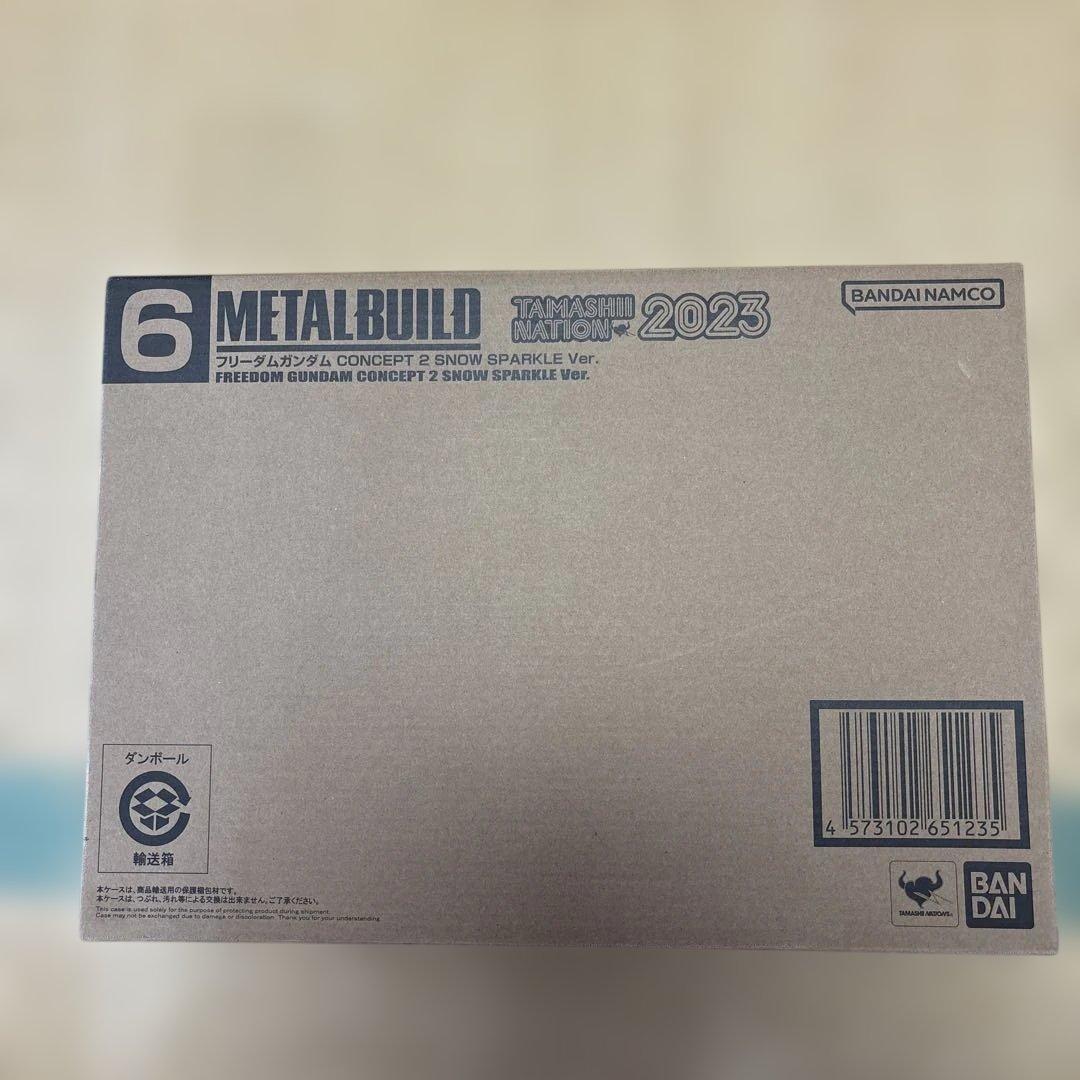 6
METAL BUILD
TAMASHII
NATION
2023
BANDAI NAMCO
フリーダムガンダム CONCEPT 2 SNOW SPARKLE Ver.
FREEDOM GUNDAM CONCEPT 2 SNOW SPARKLE Ver.
ダンボール
輸送箱
本ケースは、商品輸送用の保護梱包材です。
本ケースは、つぶれ、汚れ等による交換は出来ません。ご了承ください。
This case is used solely for the purpose of protecting product during shipment.
Case may not be exchanged due to damage or discoloration. Thank you for your understanding.
4 573102 651235
TAMASHII NATIONS
BAN
DAI